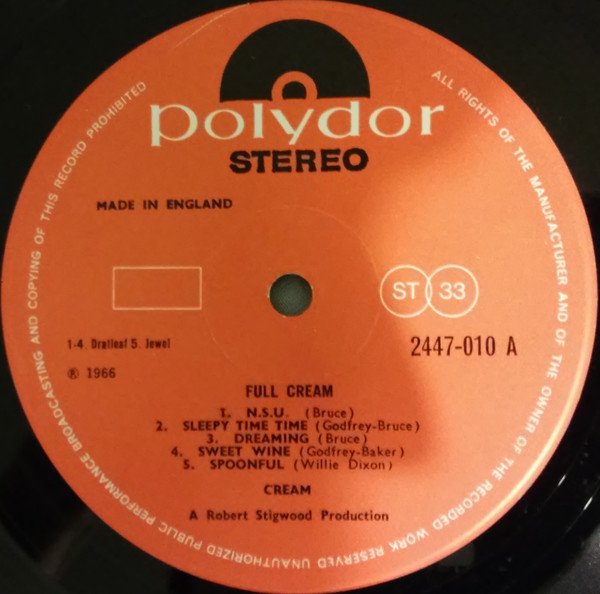 polydor
STEREO
MADE IN ENGLAND
ST 33
1-4. Dratleaf 5. Jewel
2447-010 A
℗ 1966
FULL CREAM
1. N.S.U. (Bruce)
2. SLEEPY TIME TIME (Godfrey-Bruce)
3. DREAMING (Bruce)
4. SWEET WINE (Godfrey-Baker)
5. SPOONFUL (Willie Dixon)
CREAM
A Robert Stigwood Production
ALL RIGHTS OF THE MANUFACTURER AND OF THE OWNER OF THE RECORDED WORK RESERVED UNAUTHORIZED PUBLIC PERFORMANCE BROADCASTING AND COPYING OF THIS RECORD PROHIBITED